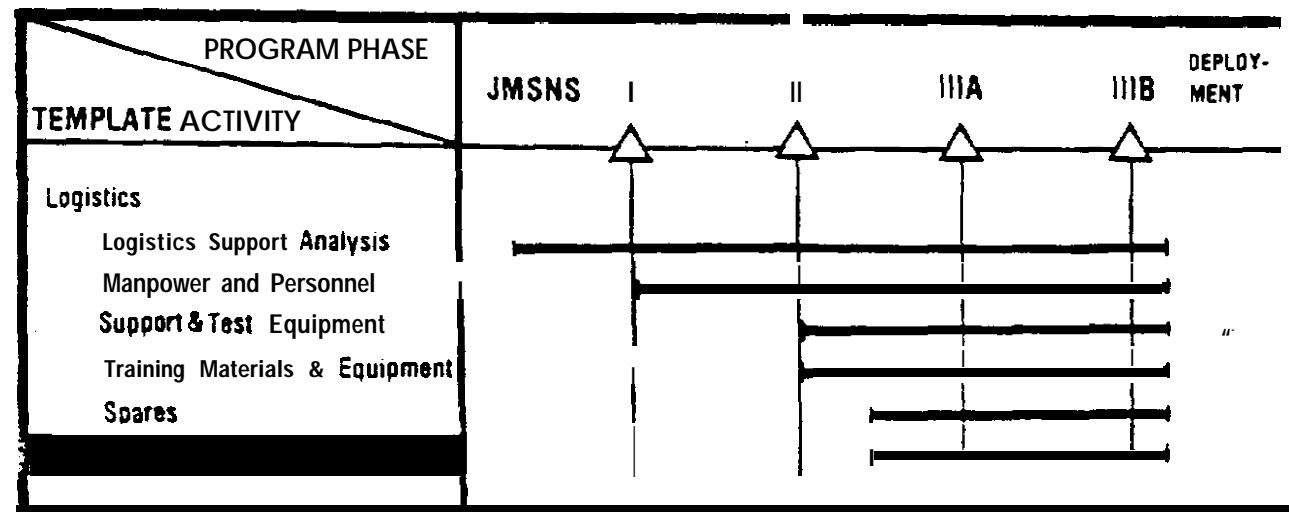 PROGRAM PHASE
TEMPLATE ACTIVITY
JMSNS I II IIIA IIIB DEPLOY-
MENT
Logistics
Logistics Support Analysis
Manpower and Personnel
Support & Test Equipment
Training Materials & Equipment
Spares